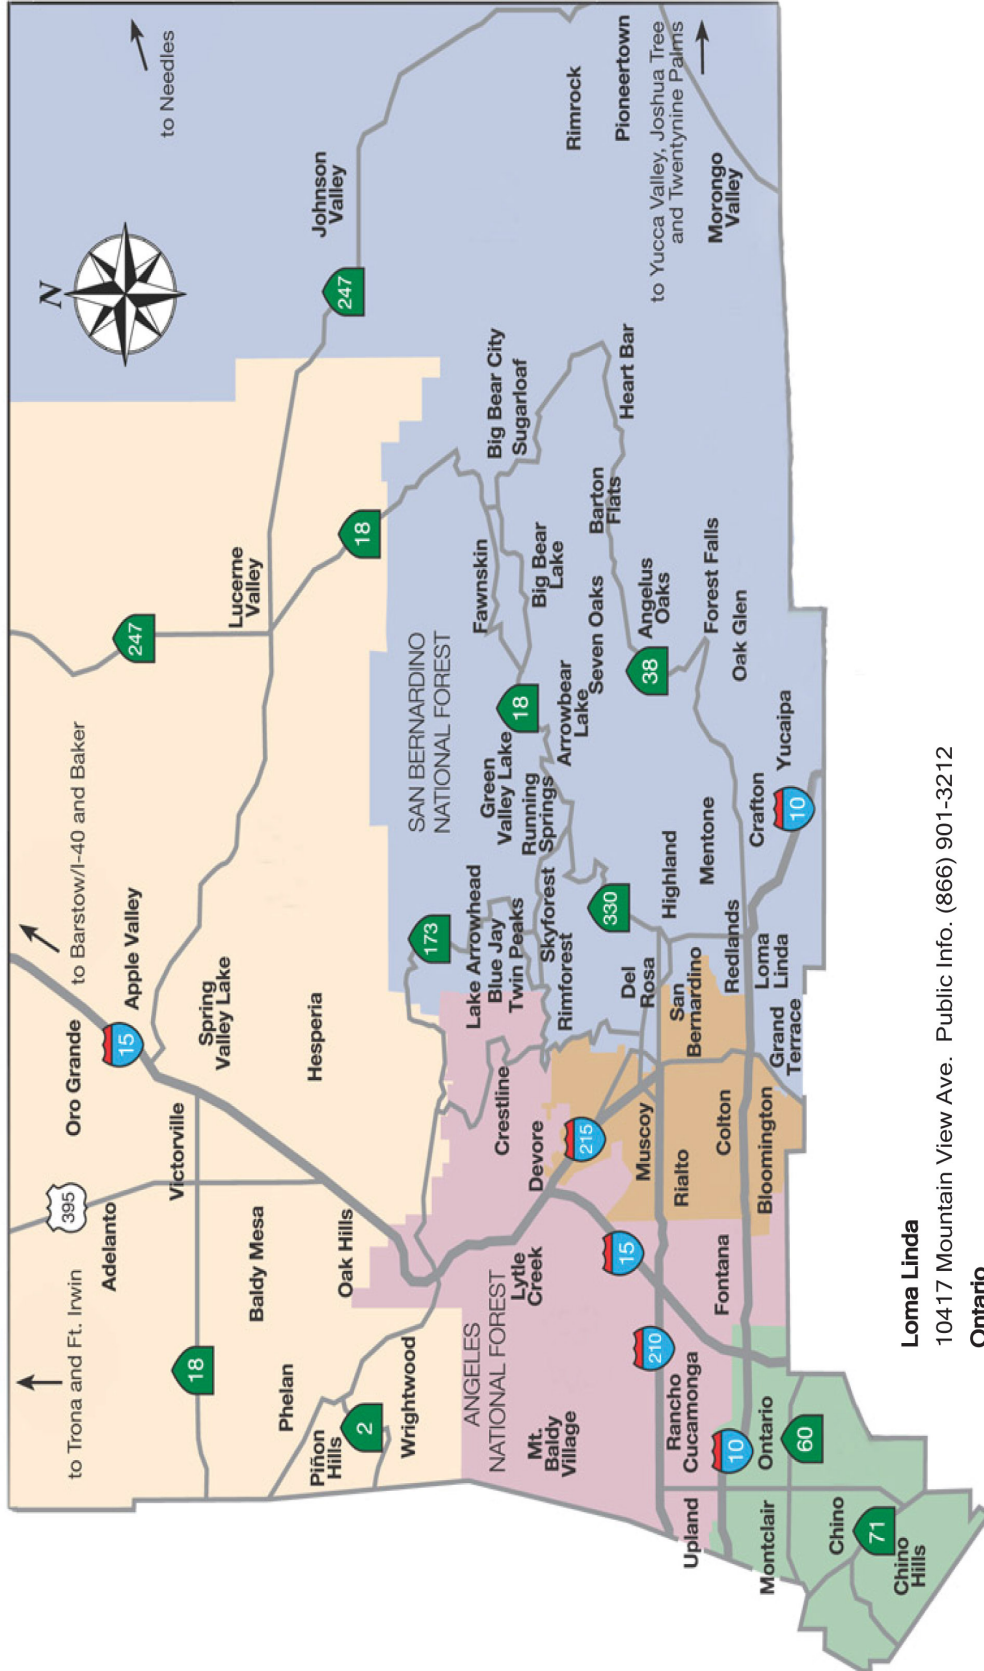 to Trona and Ft. Irwin
395
Adelanto
Oro Grande
15
Apple Valley
to Barstow/I-40 and Baker
247
N
to Needles
18
Victorville
Spring
Valley Lake
Lucerne
Valley
Phelan
Baldy Mesa
Hesperia
18
247
Johnson
Valley
Piñon
Hills
2
Oak Hills
Wrightwood
173
SAN BERNARDINO
NATIONAL FOREST
ANGELES
NATIONAL FOREST
Lytle
Creek
Mt.
Baldy
Village
Devore
Crestline
Lake Arrowhead
Blue Jay
Twin Peaks
Rimforest
Skyforest
Running
Springs
Green
Valley Lake
18
Arrowbear
Lake
Fawnskin
Big Bear
Lake
Big Bear City
Sugarloaf
Rimrock
Pioneertown
to Yucca Valley, Joshua Tree
and Twentynine Palms
Morongo
Valley
215
15
330
Seven Oaks
Barton
Flats
Heart Bar
38
Angelus
Oaks
Forest Falls
Oak Glen
210
Muscoy
Del
Rosa
Highland
Upland
Rancho
Cucamonga
Fontana
Rialto
San
Bernardino
Colton
Redlands
Mentone
10
Montclair
Ontario
Bloomington
Grand
Terrace
Loma
Linda
Crafton
10
Yucaipa
60
Chino
71
Chino
Hills
Loma Linda
10417 Mountain View Ave. Public Info. (866) 901-3212
Ontario